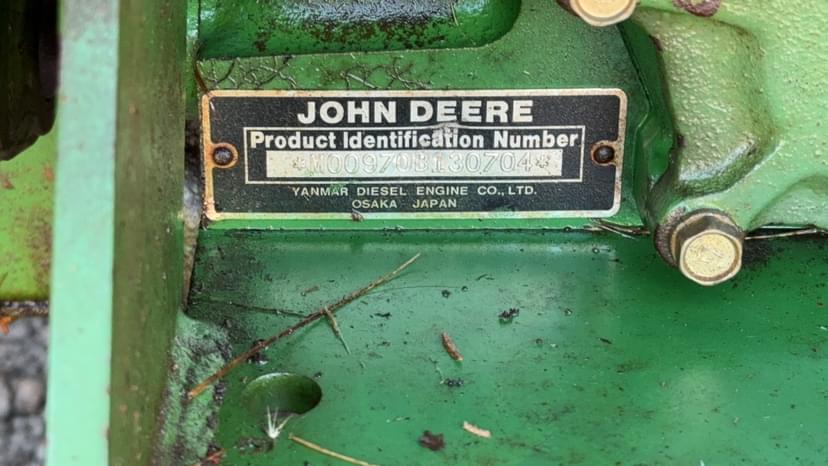 JOHN DEERE
Product Identification Number
*M00970B130704*
YANMAR DIESEL ENGINE CO., LTD.
OSAKA JAPAN